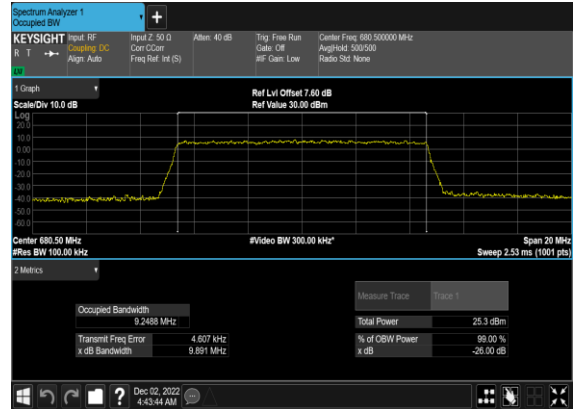 Spectrum Analyzer 1
Occupied BW
+
KEYSIGHT Input: RF Input Z: 50 Ω Atten: 40 dB Trig: Free Run Center Freq: 680.500000 MHz
R T Coupling: DC Corr CCorr Gate: Off Avg|Hold: 500/500
Align: Auto Freq Ref: Int (S) #IF Gain: Low Radio Std: None
1 Graph
Ref Lvl Offset 7.60 dB
Scale/Div 10.0 dB Ref Value 30.00 dBm
Log
20.0
10.0
0.00
-10.0
-20.0
-30.0
-40.0
-50.0
-60.0
Center 680.50 MHz #Video BW 300.00 kHz* Span 20 MHz
#Res BW 100.00 kHz Sweep 2.53 ms (1001 pts)
2 Metrics
Measure Trace Trace 1
Occupied Bandwidth
9.2488 MHz Total Power 25.3 dBm
Transmit Freq Error 4.607 kHz % of OBW Power 99.00 %
x dB Bandwidth 9.891 MHz x dB -26.00 dB
? Dec 02, 2022
4:43:44 AM